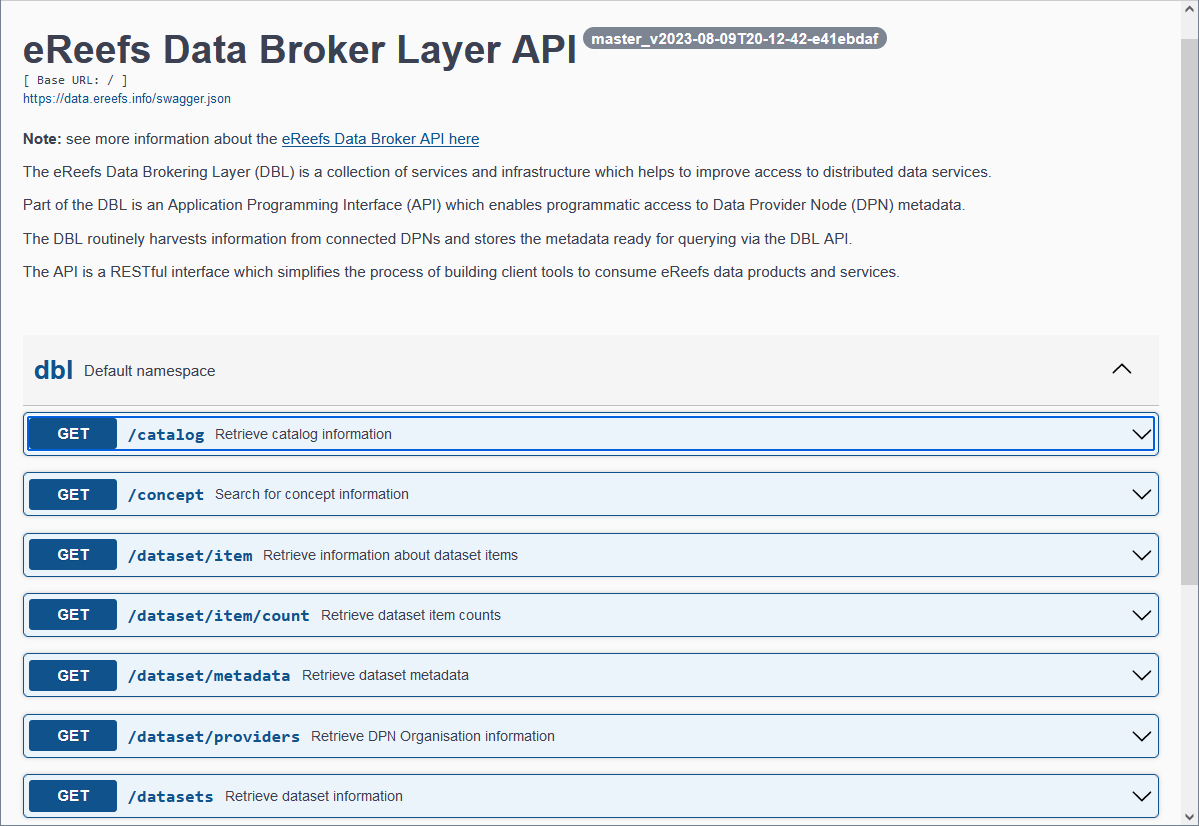 eReefs Data Broker Layer API master_v2023-08-09T20-12-42-e41ebdaf
[ Base URL: / ]
https://data.ereefs.info/swagger.json
Note: see more information about the eReefs Data Broker API here
The eReefs Data Brokering Layer (DBL) is a collection of services and infrastructure which helps to improve access to distributed data services.
Part of the DBL is an Application Programming Interface (API) which enables programmatic access to Data Provider Node (DPN) metadata.
The DBL routinely harvests information from connected DPNs and stores the metadata ready for querying via the DBL API.
The API is a RESTful interface which simplifies the process of building client tools to consume eReefs data products and services.
dbl Default namespace
GET /catalog Retrieve catalog information
GET /concept Search for concept information
GET /dataset/item Retrieve information about dataset items
GET /dataset/item/count Retrieve dataset item counts
GET /dataset/metadata Retrieve dataset metadata
GET /dataset/providers Retrieve DPN Organisation information
GET /datasets Retrieve dataset information